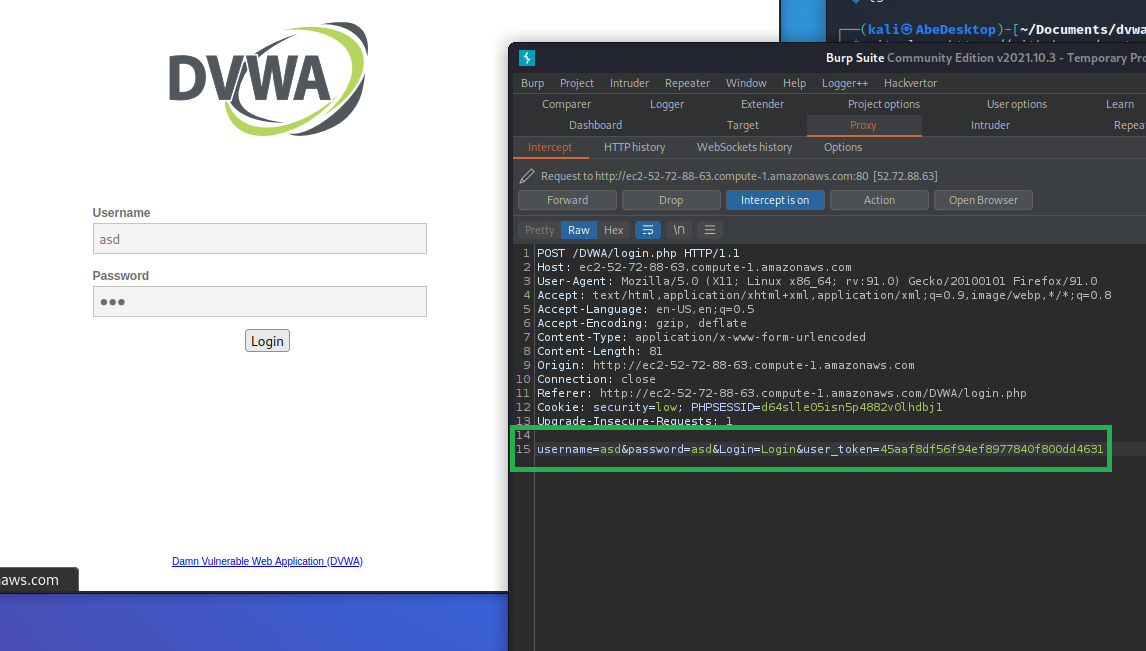 DVWA
Username
asd
Password
●●●
Login
Damn Vulnerable Web Application (DVWA)
naws.com
(kali㉿AbeDesktop)-[~/Documents/dvwa
Burp Suite Community Edition v2021.10.3 - Temporary Pro
Burp Project Intruder Repeater Window Help Logger++ Hackvertor
Comparer Logger Extender Project options User options Learn
Dashboard Target Proxy Intruder Repea
Intercept HTTP history WebSockets history Options
Request to http://ec2-52-72-88-63.compute-1.amazonaws.com:80 [52.72.88.63]
Forward Drop Intercept is on Action Open Browser
Pretty Raw Hex \n
1 POST /DVWA/login.php HTTP/1.1
2 Host: ec2-52-72-88-63.compute-1.amazonaws.com
3 User-Agent: Mozilla/5.0 (X11; Linux x86_64; rv:91.0) Gecko/20100101 Firefox/91.0
4 Accept: text/html,application/xhtml+xml,application/xml;q=0.9,image/webp,*/*;q=0.8
5 Accept-Language: en-US,en;q=0.5
6 Accept-Encoding: gzip, deflate
7 Content-Type: application/x-www-form-urlencoded
8 Content-Length: 81
9 Origin: http://ec2-52-72-88-63.compute-1.amazonaws.com
10 Connection: close
11 Referer: http://ec2-52-72-88-63.compute-1.amazonaws.com/DVWA/login.php
12 Cookie: security=low; PHPSESSID=d64slle05isn5p4882v0lhdbj1
13 Upgrade-Insecure-Requests: 1
14
15 username=asd&password=asd&Login=Login&user_token=45aaf8df56f94ef8977840f800dd4631